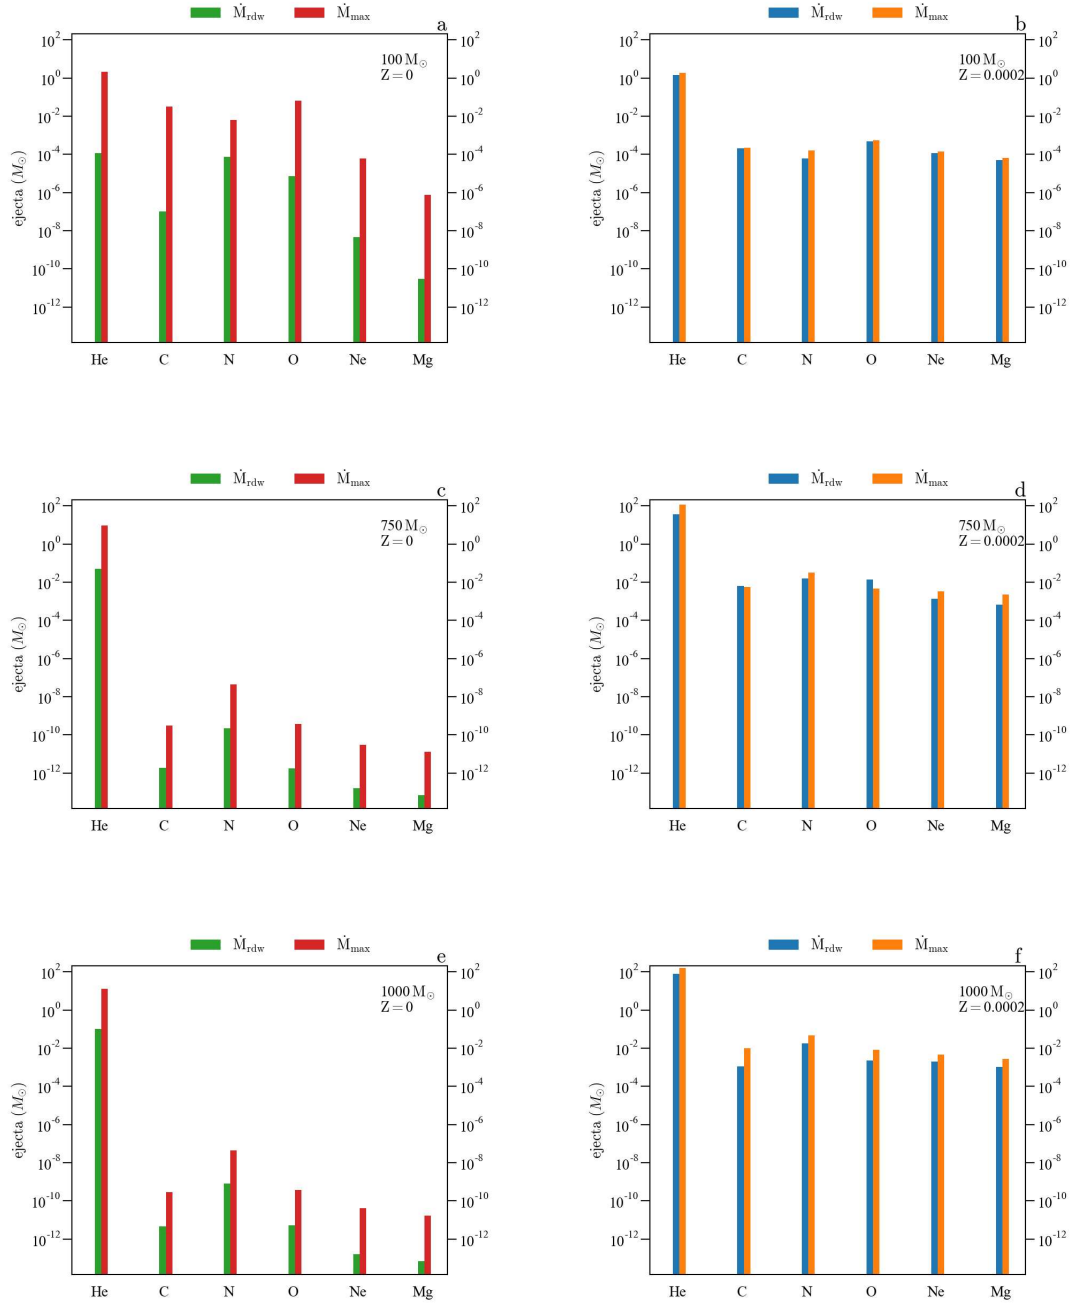 Ṁrdw Ṁmax
a
100 M⊙
Z = 0
ejecta (M⊙)
10^2 10^2
10^0 10^0
10^-2 10^-2
10^-4 10^-4
10^-6 10^-6
10^-8 10^-8
10^-10 10^-10
10^-12 10^-12
He C N O Ne Mg
Ṁrdw Ṁmax
b
100 M⊙
Z = 0.0002
ejecta (M⊙)
10^2 10^2
10^0 10^0
10^-2 10^-2
10^-4 10^-4
10^-6 10^-6
10^-8 10^-8
10^-10 10^-10
10^-12 10^-12
He C N O Ne Mg
Ṁrdw Ṁmax
c
750 M⊙
Z = 0
ejecta (M⊙)
10^2 10^2
10^0 10^0
10^-2 10^-2
10^-4 10^-4
10^-6 10^-6
10^-8 10^-8
10^-10 10^-10
10^-12 10^-12
He C N O Ne Mg
Ṁrdw Ṁmax
d
750 M⊙
Z = 0.0002
ejecta (M⊙)
10^2 10^2
10^0 10^0
10^-2 10^-2
10^-4 10^-4
10^-6 10^-6
10^-8 10^-8
10^-10 10^-10
10^-12 10^-12
He C N O Ne Mg
Ṁrdw Ṁmax
e
1000 M⊙
Z = 0
ejecta (M⊙)
10^2 10^2
10^0 10^0
10^-2 10^-2
10^-4 10^-4
10^-6 10^-6
10^-8 10^-8
10^-10 10^-10
10^-12 10^-12
He C N O Ne Mg
Ṁrdw Ṁmax
f
1000 M⊙
Z = 0.0002
ejecta (M⊙)
10^2 10^2
10^0 10^0
10^-2 10^-2
10^-4 10^-4
10^-6 10^-6
10^-8 10^-8
10^-10 10^-10
10^-12 10^-12
He C N O Ne Mg